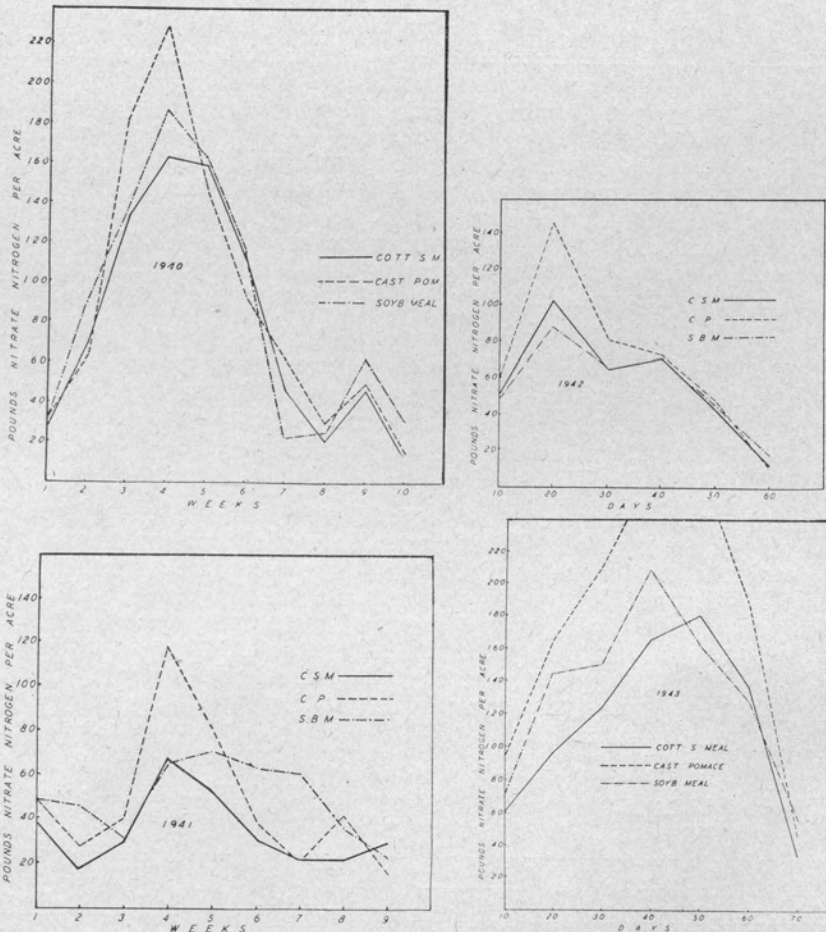 POUNDS NITRATE NITROGEN PER ACRE
220
200
180
160
140
120
100
80
60
40
20
1940
COTT S M
CAST POM
SOYB MEAL
1 2 3 4 5 6 7 8 9 10
WEEKS
POUNDS NITRATE NITROGEN PER ACRE
140
120
100
80
60
40
20
C S M
C P
S B M
1942
10 20 30 40 50 60
DAYS
POUNDS NITRATE NITROGEN PER ACRE
140
120
100
80
60
40
20
C S M
C P
S.B M
1941
1 2 3 4 5 6 7 8 9
WEEKS
POUNDS NITRATE NITROGEN PER ACRE
220
200
180
160
140
120
100
80
60
40
20
1943
COTT S MEAL
CAST POMACE
SOYB MEAL
10 20 30 40 50 60 70
DAYS